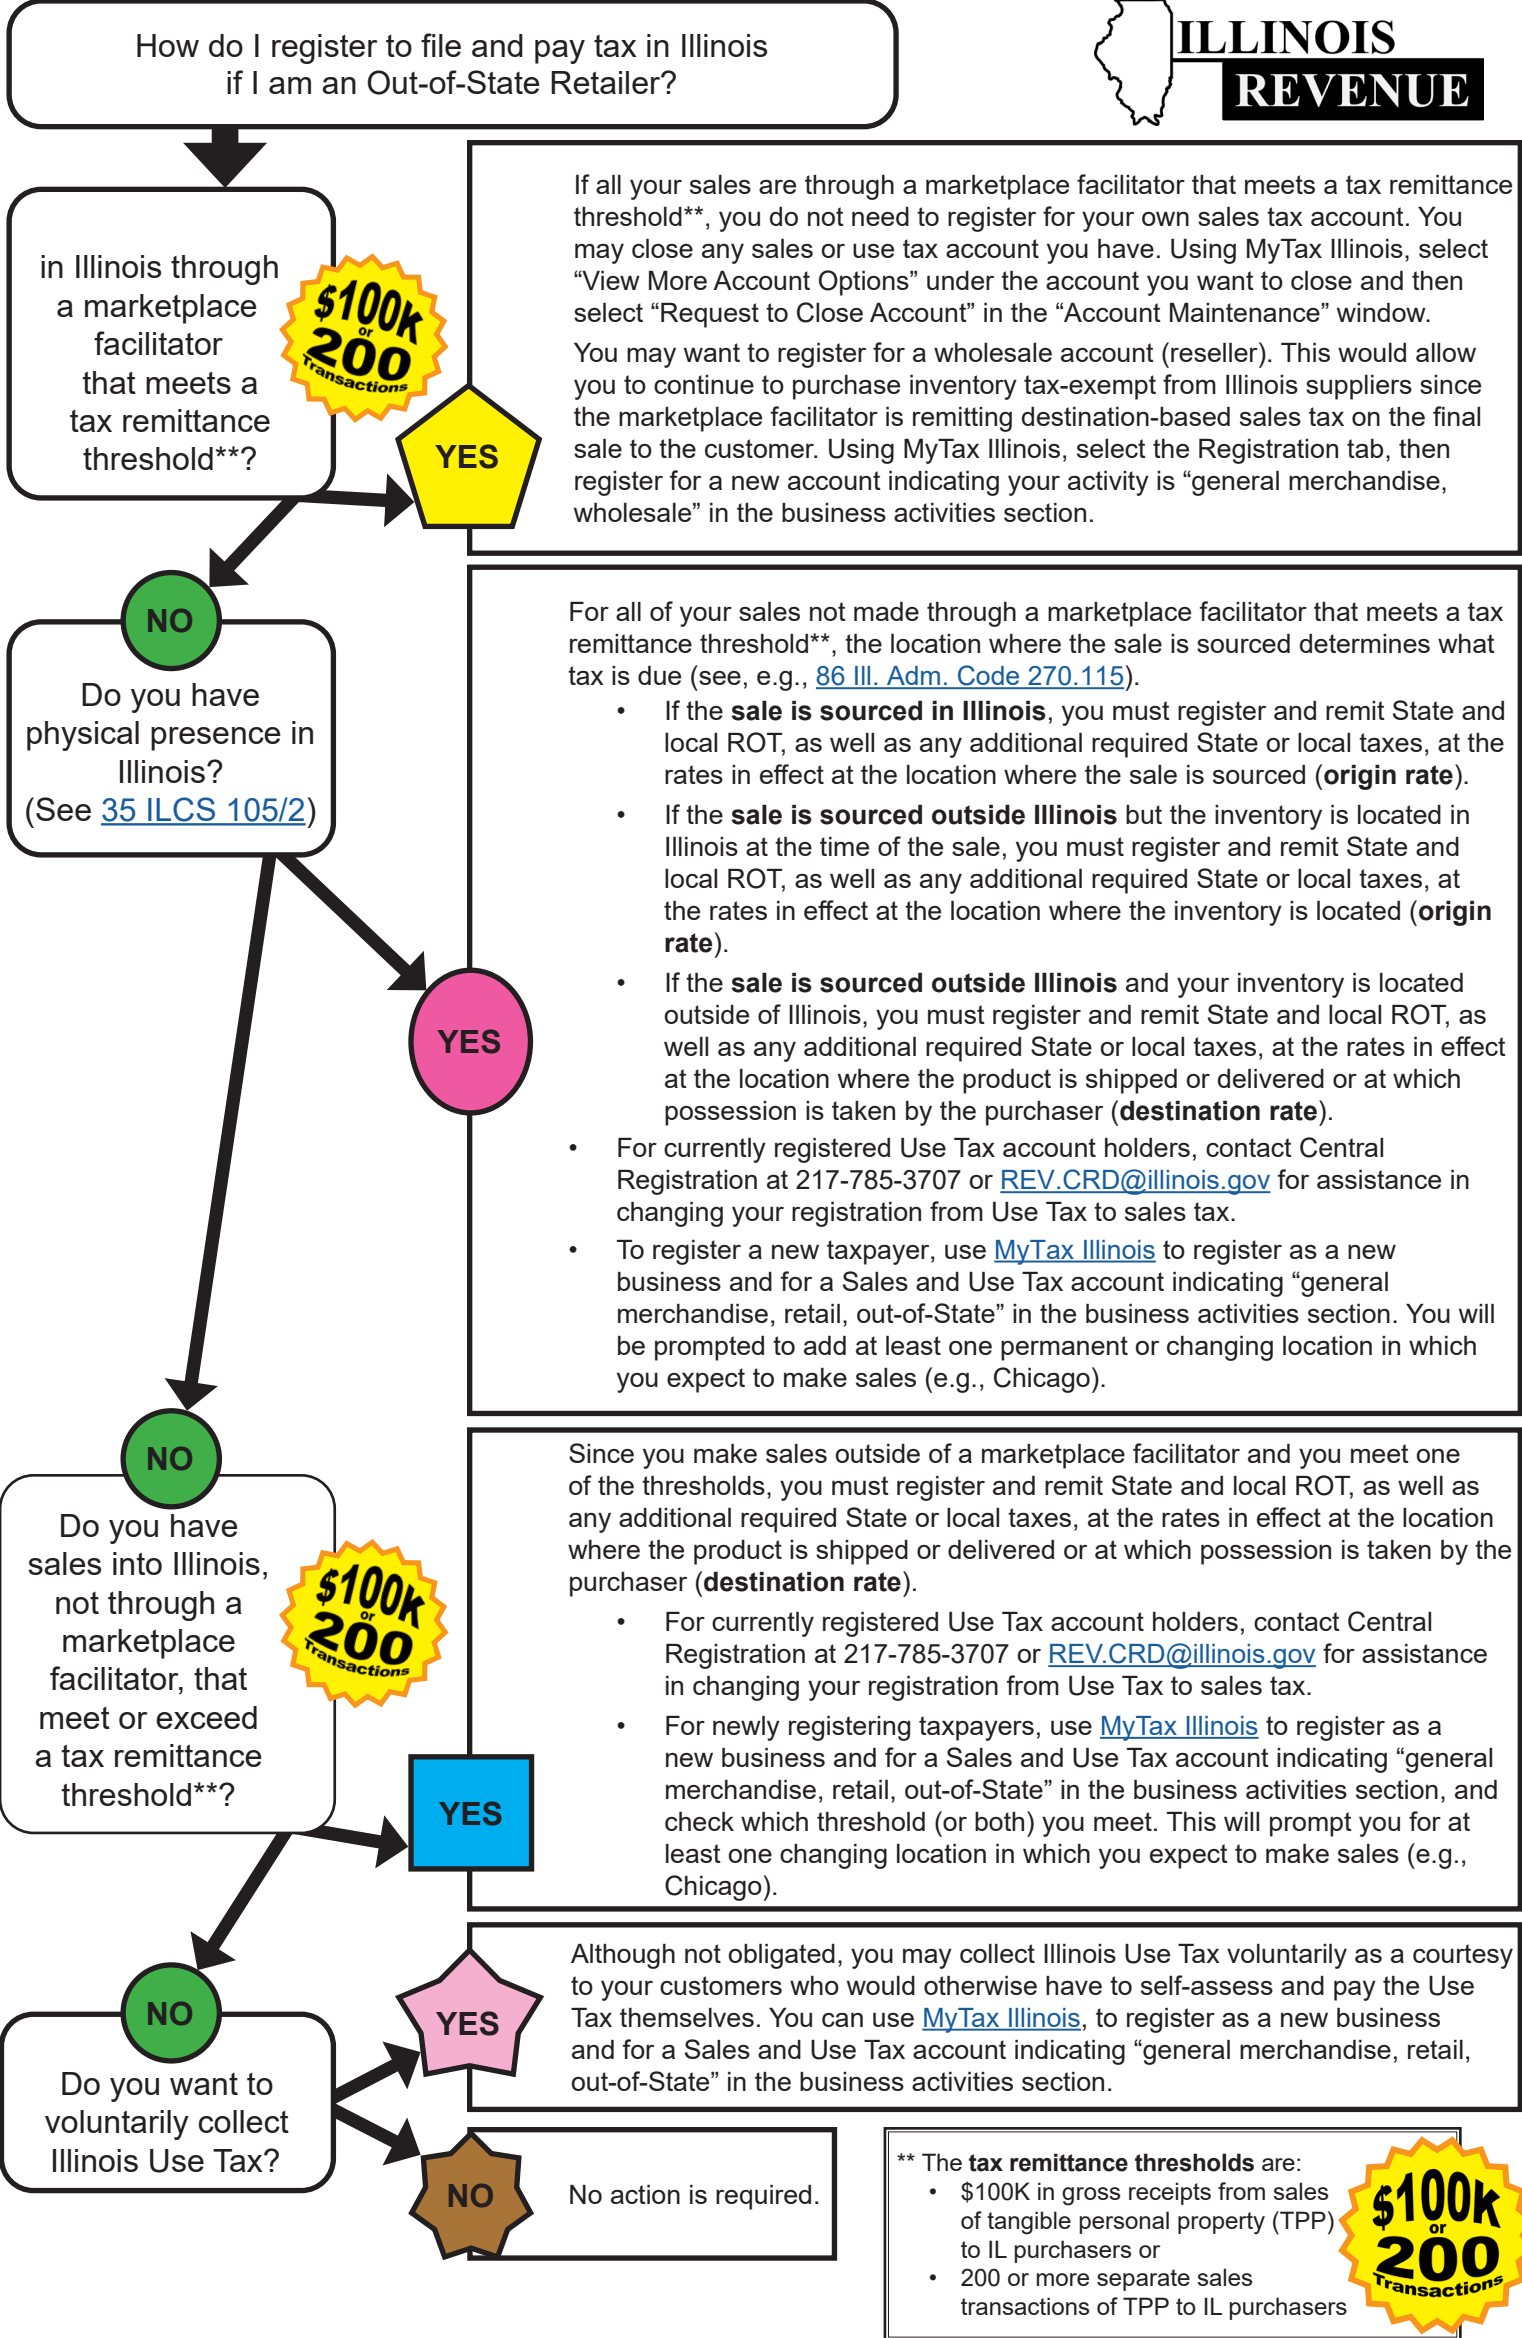 How do I register to file and pay tax in Illinois
if I am an Out-of-State Retailer?
ILLINOIS
REVENUE
in Illinois through
a marketplace
facilitator
that meets a
tax remittance
threshold**?
$100K
or
200
Transactions
YES
If all your sales are through a marketplace facilitator that meets a tax remittance
threshold**, you do not need to register for your own sales tax account. You
may close any sales or use tax account you have. Using MyTax Illinois, select
“View More Account Options” under the account you want to close and then
select “Request to Close Account” in the “Account Maintenance” window.
You may want to register for a wholesale account (reseller). This would allow
you to continue to purchase inventory tax-exempt from Illinois suppliers since
the marketplace facilitator is remitting destination-based sales tax on the final
sale to the customer. Using MyTax Illinois, select the Registration tab, then
register for a new account indicating your activity is “general merchandise,
wholesale” in the business activities section.
NO
Do you have
physical presence in
Illinois?
(See 35 ILCS 105/2)
YES
For all of your sales not made through a marketplace facilitator that meets a tax
remittance threshold**, the location where the sale is sourced determines what
tax is due (see, e.g., 86 Ill. Adm. Code 270.115).
• If the sale is sourced in Illinois, you must register and remit State and
local ROT, as well as any additional required State or local taxes, at the
rates in effect at the location where the sale is sourced (origin rate).
• If the sale is sourced outside Illinois but the inventory is located in
Illinois at the time of the sale, you must register and remit State and
local ROT, as well as any additional required State or local taxes, at
the rates in effect at the location where the inventory is located (origin
rate).
• If the sale is sourced outside Illinois and your inventory is located
outside of Illinois, you must register and remit State and local ROT, as
well as any additional required State or local taxes, at the rates in effect
at the location where the product is shipped or delivered or at which
possession is taken by the purchaser (destination rate).
• For currently registered Use Tax account holders, contact Central
Registration at 217-785-3707 or REV.CRD@illinois.gov for assistance in
changing your registration from Use Tax to sales tax.
• To register a new taxpayer, use MyTax Illinois to register as a new
business and for a Sales and Use Tax account indicating “general
merchandise, retail, out-of-State” in the business activities section. You will
be prompted to add at least one permanent or changing location in which
you expect to make sales (e.g., Chicago).
NO
Do you have
sales into Illinois,
not through a
marketplace
facilitator, that
meet or exceed
a tax remittance
threshold**?
$100K
or
200
Transactions
YES
Since you make sales outside of a marketplace facilitator and you meet one
of the thresholds, you must register and remit State and local ROT, as well as
any additional required State or local taxes, at the rates in effect at the location
where the product is shipped or delivered or at which possession is taken by the
purchaser (destination rate).
• For currently registered Use Tax account holders, contact Central
Registration at 217-785-3707 or REV.CRD@illinois.gov for assistance
in changing your registration from Use Tax to sales tax.
• For newly registering taxpayers, use MyTax Illinois to register as a
new business and for a Sales and Use Tax account indicating “general
merchandise, retail, out-of-State” in the business activities section, and
check which threshold (or both) you meet. This will prompt you for at
least one changing location in which you expect to make sales (e.g.,
Chicago).
NO
Do you want to
voluntarily collect
Illinois Use Tax?
YES
Although not obligated, you may collect Illinois Use Tax voluntarily as a courtesy
to your customers who would otherwise have to self-assess and pay the Use
Tax themselves. You can use MyTax Illinois, to register as a new business
and for a Sales and Use Tax account indicating “general merchandise, retail,
out-of-State” in the business activities section.
NO
No action is required.
** The tax remittance thresholds are:
• $100K in gross receipts from sales
of tangible personal property (TPP)
to IL purchasers or
• 200 or more separate sales
transactions of TPP to IL purchasers
$100K
or
200
Transactions